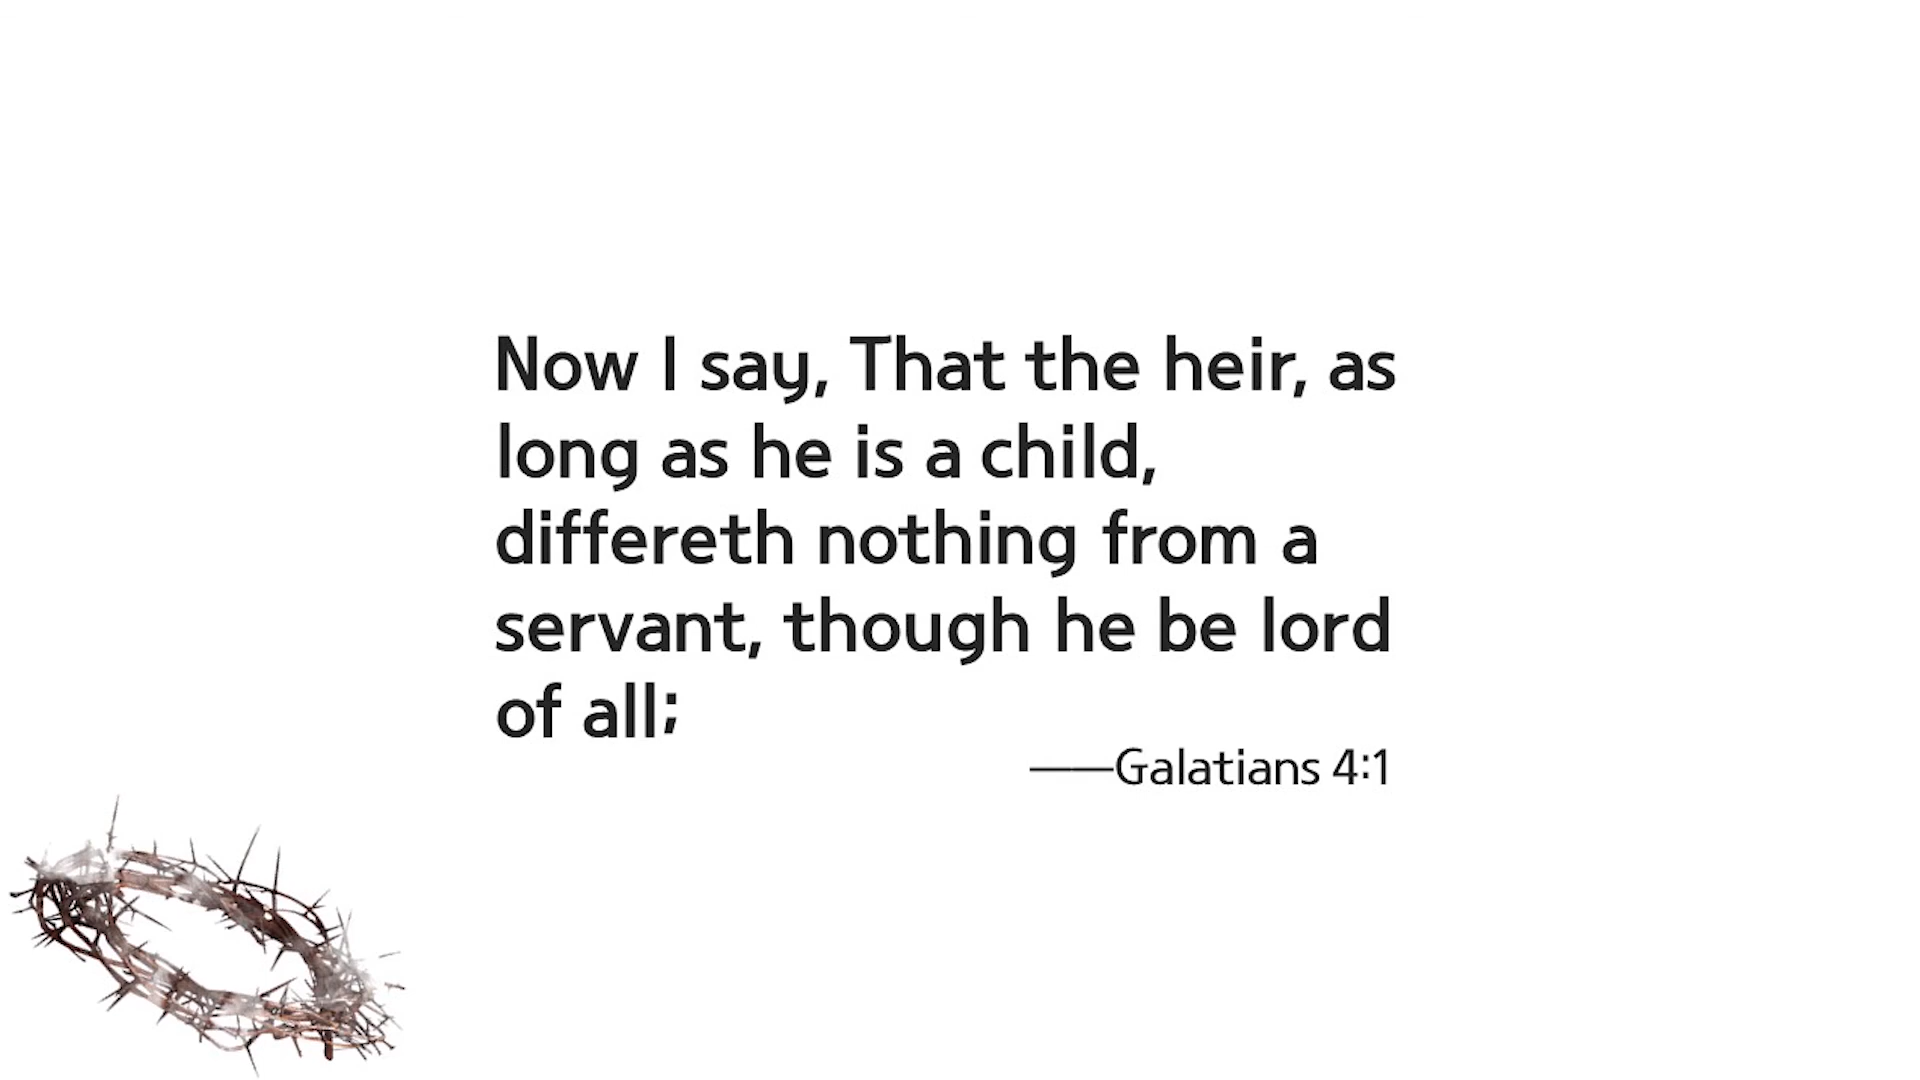 Now I say, That the heir, as
long as he is a child,
differeth nothing from a
servant, though he be lord
of all;
——Galatians 4:1